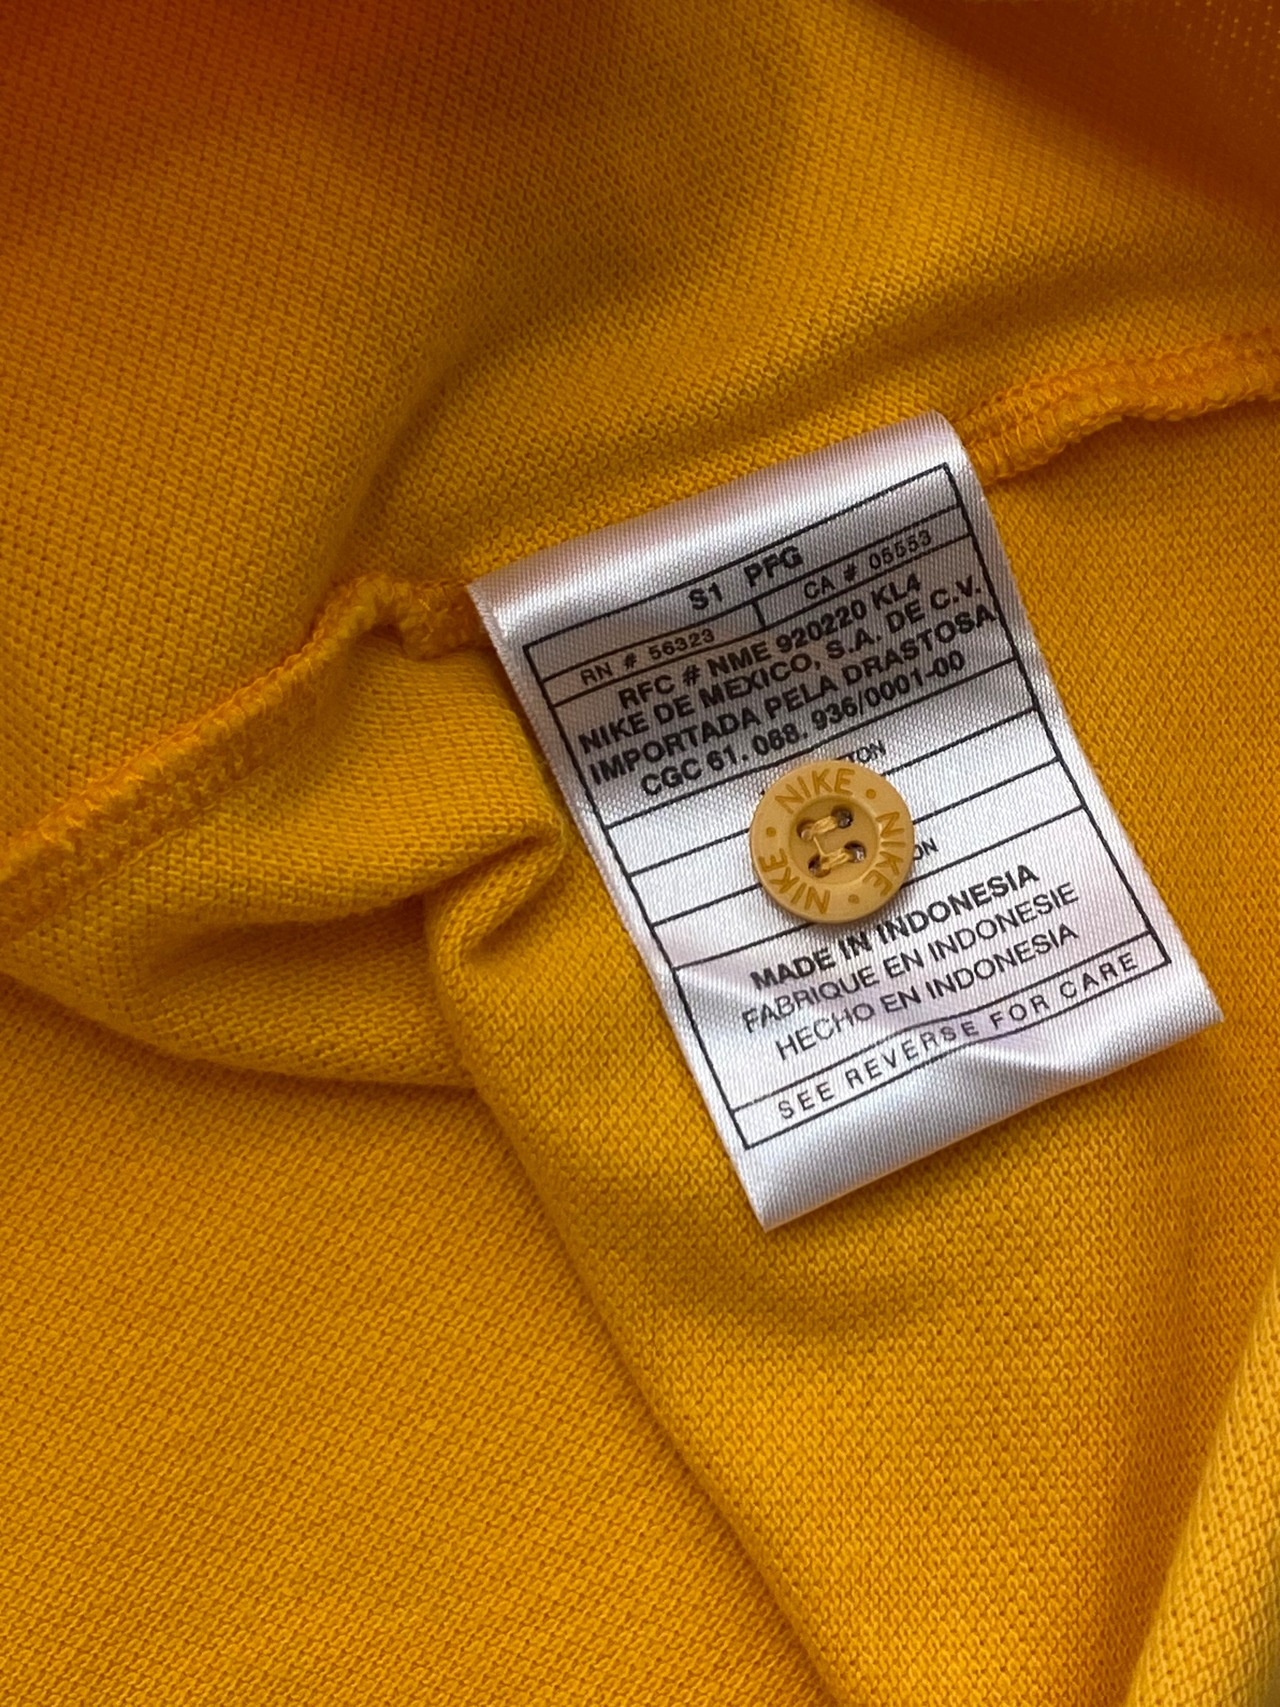 S1 PFG
RN # 56323 CA # 05553
RFC # NME 920220 KL4
NIKE DE MEXICO, S.A. DE C.V.
IMPORTADA PELA DRASTOSA
CGC 61. 068. 936/0001-00
NIKE • NIKE • NIKE • NIKE •
MADE IN INDONESIA
FABRIQUE EN INDONESIE
HECHO EN INDONESIA
SEE REVERSE FOR CARE